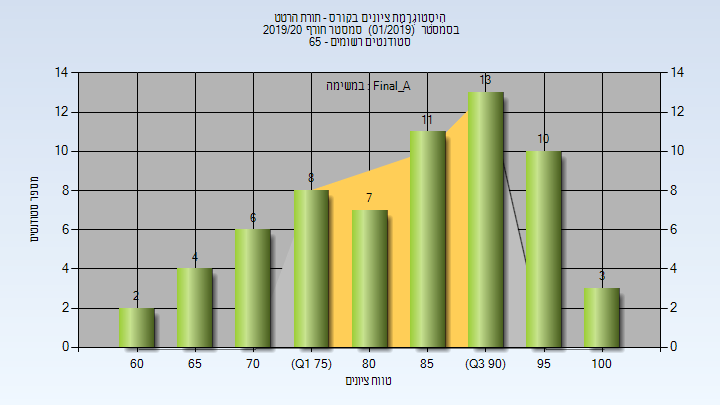 היסטוגרמת ציונים בקורס - תורת הרטט
בסמסטר (01/2019) סמסטר חורף 2019/20
סטודנטים רשומים - 65
במשימה : Final_A
מספר סטודנטים
14 14
12 12
10 10
8 8
6 6
4 4
2 2
0 0
2 4 6 8 7 11 13 10 3
60 65 70 (Q1 75) 80 85 (Q3 90) 95 100
טווח ציונים